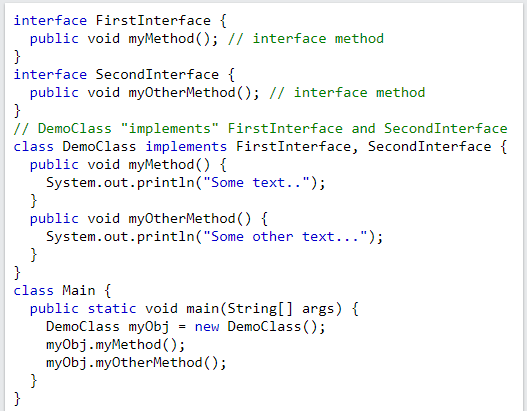 interface FirstInterface {
  public void myMethod(); // interface method
}
interface SecondInterface {
  public void myOtherMethod(); // interface method
}
// DemoClass "implements" FirstInterface and SecondInterface
class DemoClass implements FirstInterface, SecondInterface {
  public void myMethod() {
    System.out.println("Some text..");
  }
  public void myOtherMethod() {
    System.out.println("Some other text...");
  }
}
class Main {
  public static void main(String[] args) {
    DemoClass myObj = new DemoClass();
    myObj.myMethod();
    myObj.myOtherMethod();
  }
}